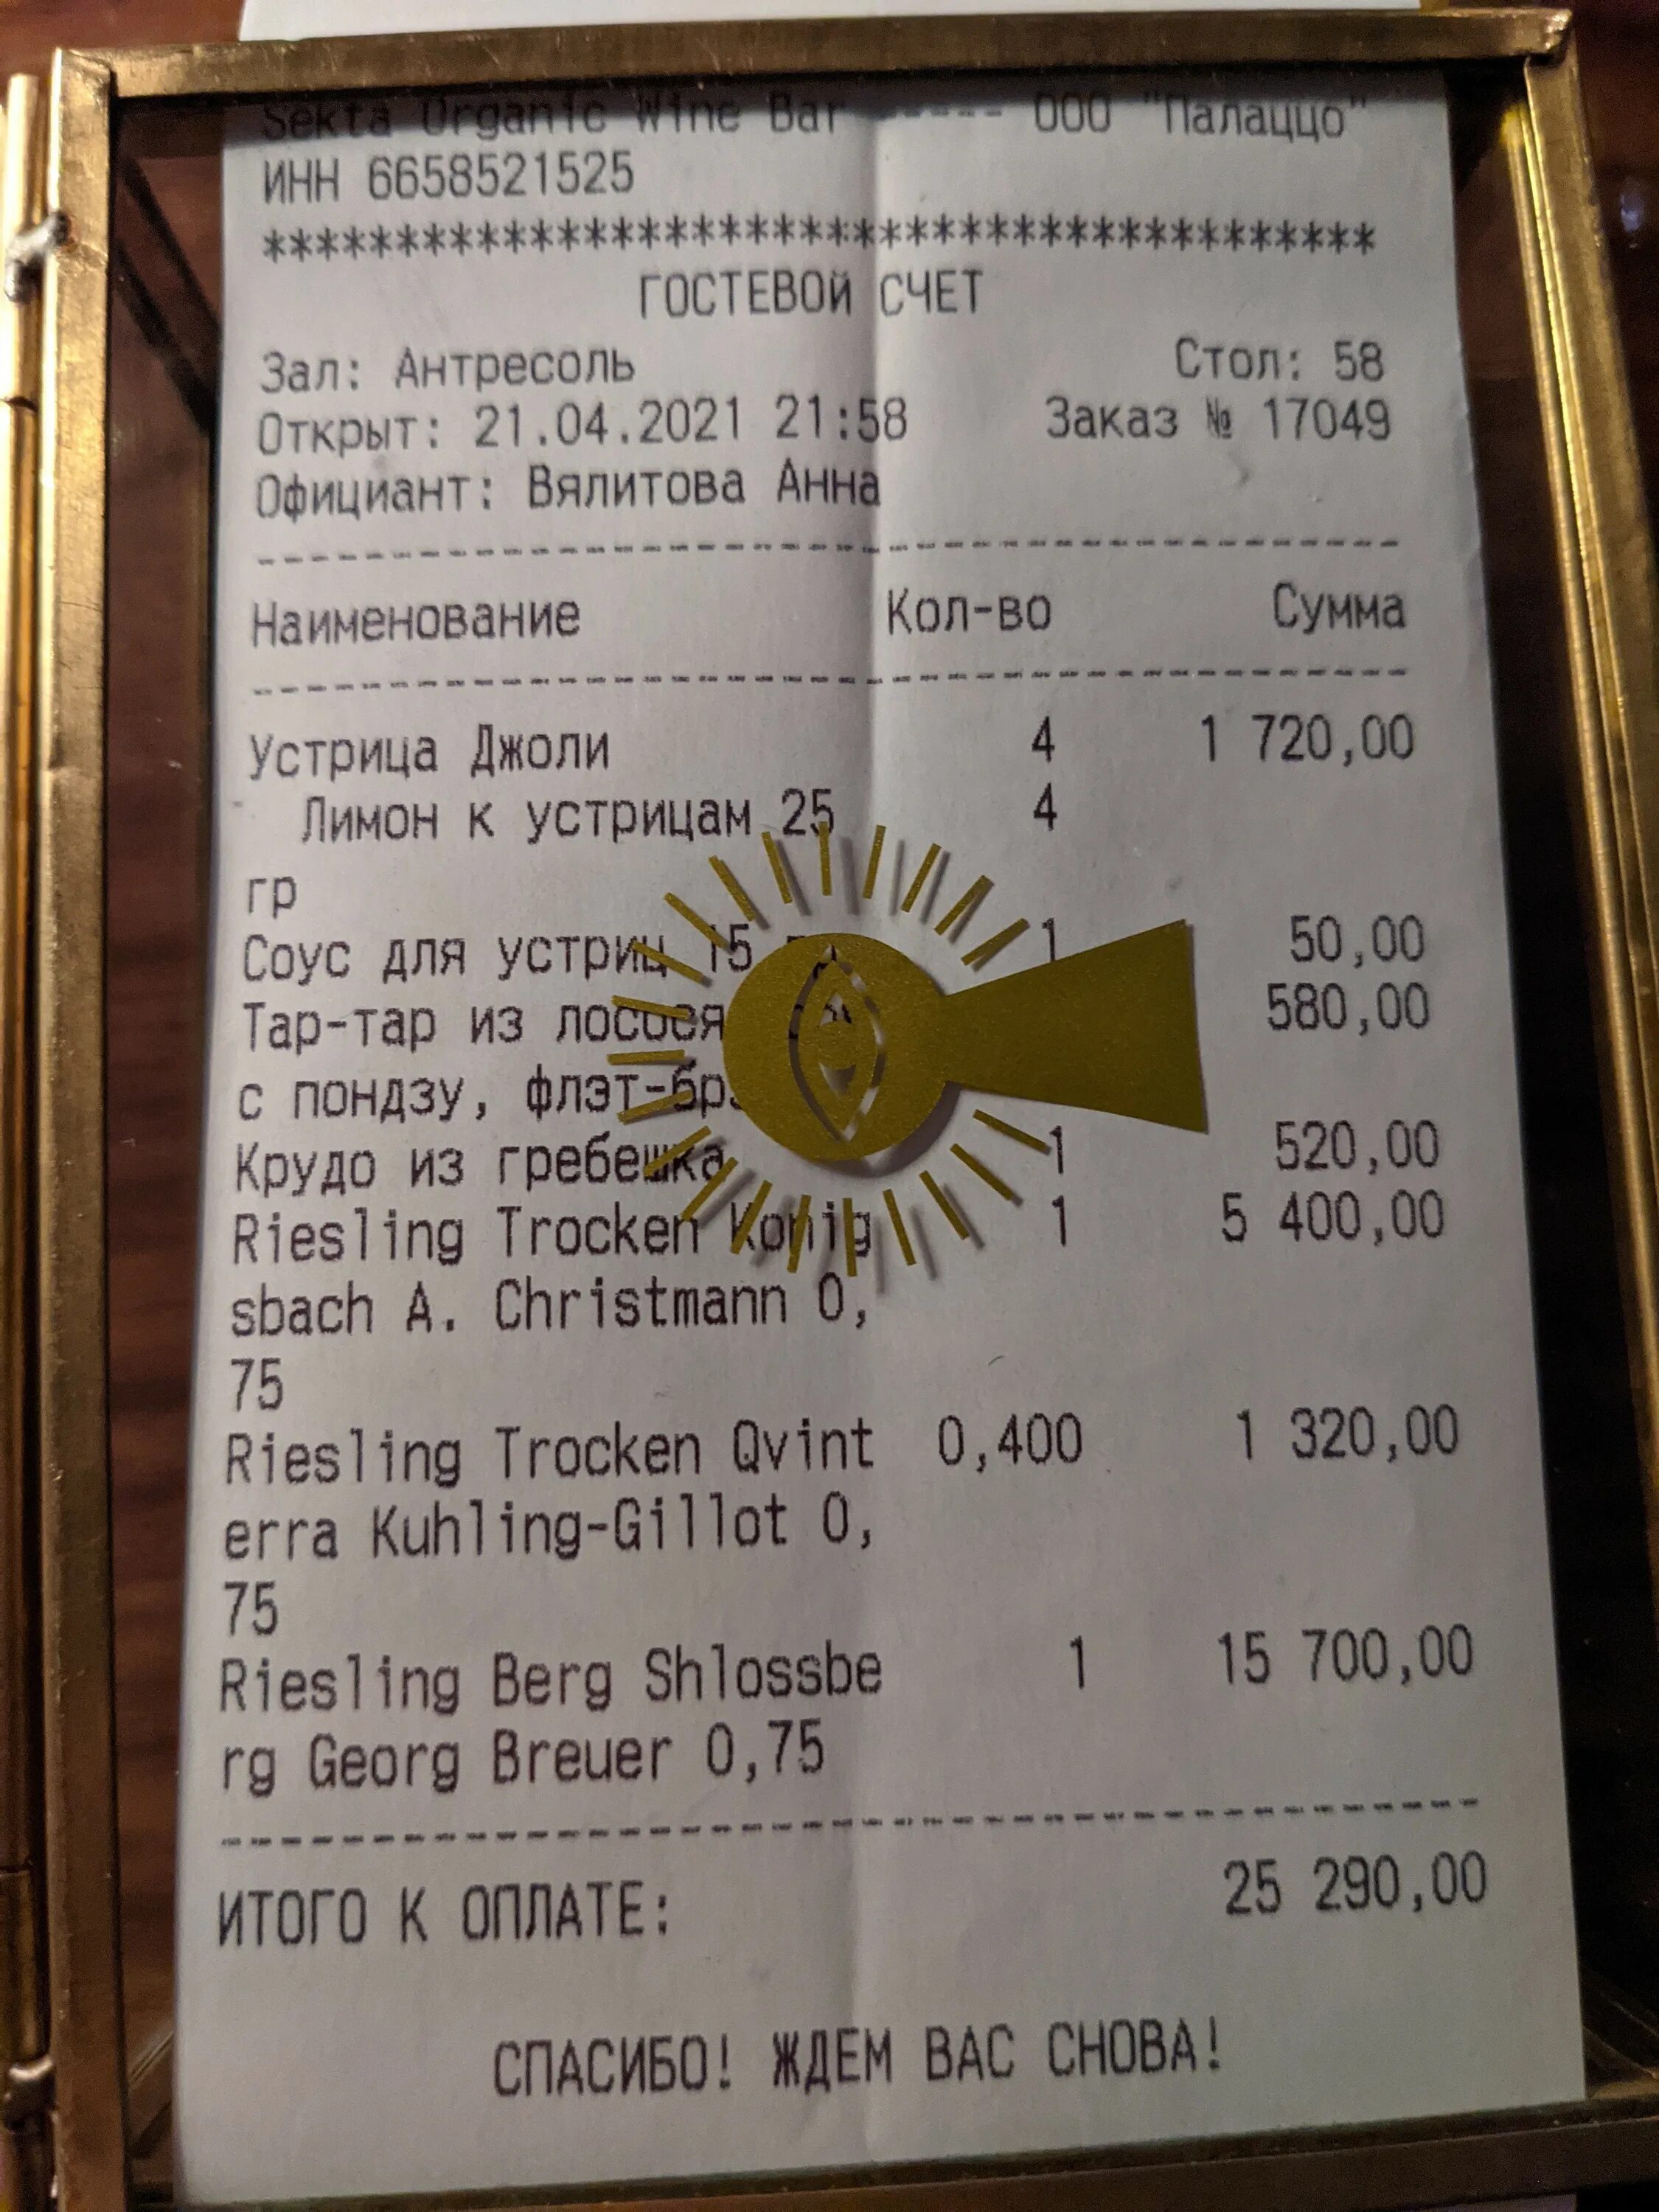 Sekta Organic Wine Bar ----- ООО "Палаццо"
ИНН 6658521525
******************************************
ГОСТЕВОЙ СЧЕТ
Зал: Антресоль Стол: 58
Открыт: 21.04.2021 21:58 Заказ № 17049
Официант: Вялитова Анна
Наименование Кол-во Сумма
Устрица Джоли 4 1 720,00
Лимон к устрицам 25 4
гр
Соус для устриц 15 1 50,00
Тар-тар из лосося 580,00
с пондзу,
Крудо из гребешка 1 520,00
Riesling Trocken Konig 1 5 400,00
sbach A. Christmann 0,
75
Riesling Trocken Qvint 0,400 1 320,00
erra Kuhling-Gillot 0,
75
Riesling Berg Shlossbe 1 15 700,00
rg Georg Breuer 0,75
ИТОГО К ОПЛАТЕ: 25 290,00
СПАСИБО! ЖДЕМ ВАС СНОВА!